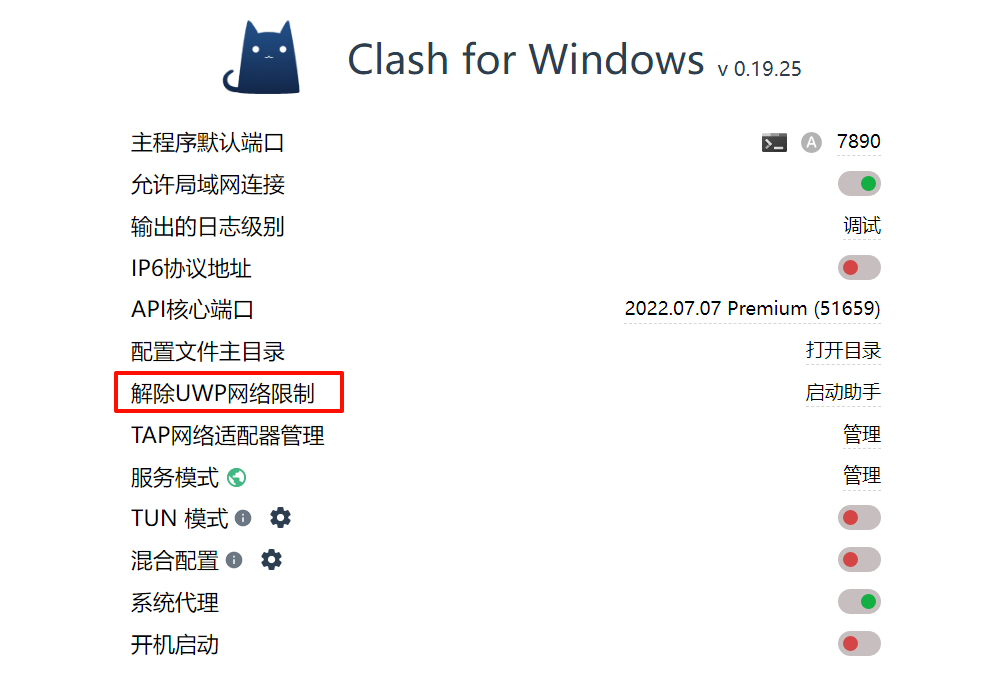 Clash for Windows v 0.19.25
主程序默认端口 A 7890
允许局域网连接
输出的日志级别 调试
IP6协议地址
API核心端口 2022.07.07 Premium (51659)
配置文件主目录 打开目录
解除UWP网络限制 启动助手
TAP网络适配器管理 管理
服务模式 管理
TUN 模式
混合配置
系统代理
开机启动